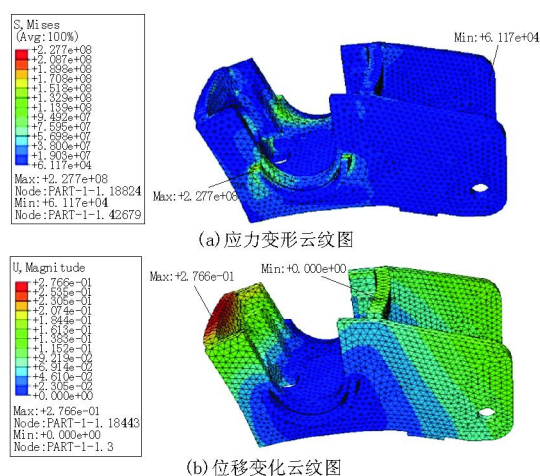 S, Mises
(Avg:100%)
+2.277e+08
+2.087e+08
+1.898e+08
+1.708e+08
+1.518e+08
+1.329e+08
+1.139e+08
+9.492e+07
+7.595e+07
+5.698e+07
+3.800e+07
+1.903e+07
+6.117e+04
Max:+2.277e+08
Node:PART-1-1.18824
Min:+6.117e+04
Node:PART-1-1.42679
Min:+6.117e+04
Max:+2.277e+08
(a)应力变形云纹图
U, Magnitude
+2.766e-01
+2.535e-01
+2.305e-01
+2.074e-01
+1.844e-01
+1.613e-01
+1.383e-01
+1.152e-01
+9.219e-02
+6.914e-02
+4.610e-02
+2.305e-02
+0.000e+00
Max:+2.766e-01
Node:PART-1-1.18443
Min:+0.000e+00
Node:PART-1-1.3
Max:+2.766e-01
Min:+0.000e+00
(b)位移变化云纹图